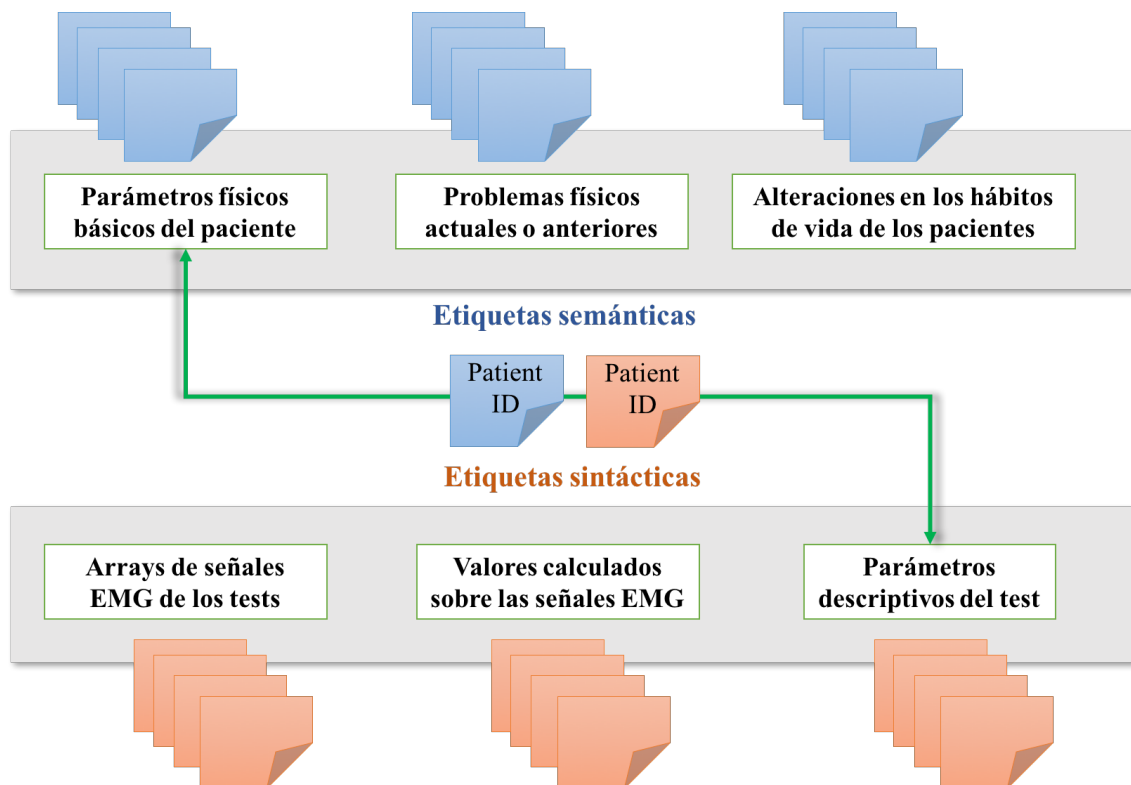 Parámetros físicos
básicos del paciente
Problemas físicos
actuales o anteriores
Alteraciones en los hábitos
de vida de los pacientes
Etiquetas semánticas
Patient
ID
Patient
ID
Etiquetas sintácticas
Arrays de señales
EMG de los tests
Valores calculados
sobre las señales EMG
Parámetros
descriptivos del test